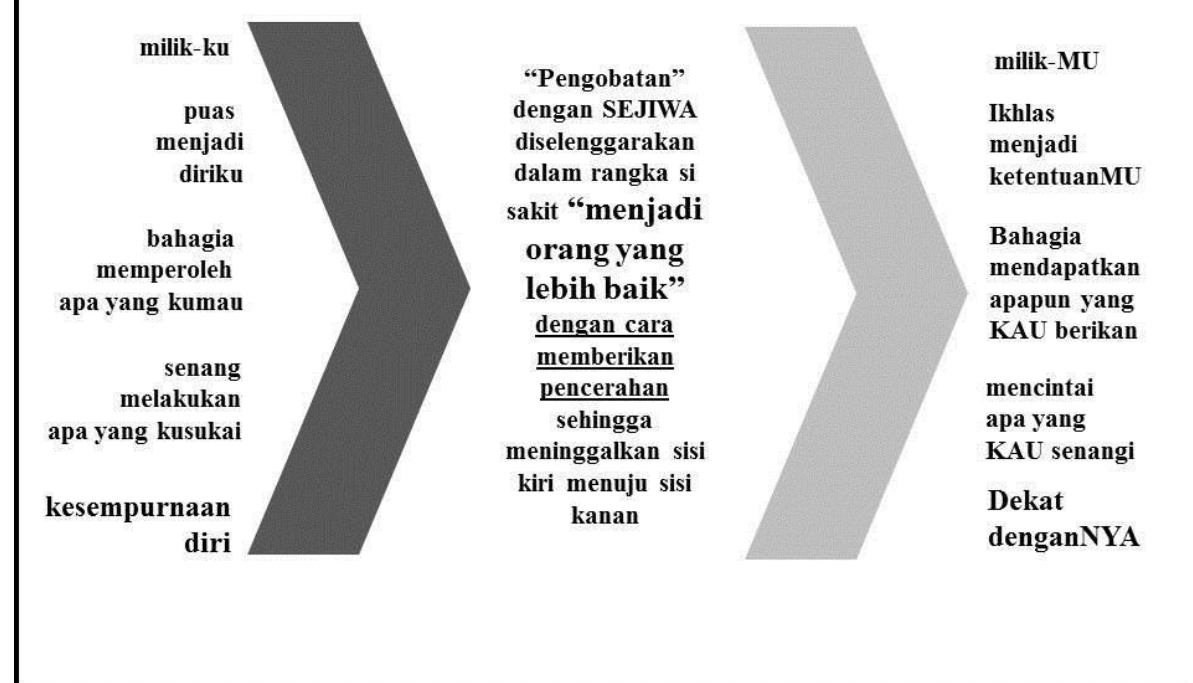 milik-ku
puas
menjadi
diriku
bahagia
memperoleh
apa yang kumau
senang
melakukan
apa yang kusukai
kesempurnaan
diri
“Pengobatan”
dengan SEJIWA
diselenggarakan
dalam rangka si
sakit “menjadi
orang yang
lebih baik”
dengan cara
memberikan
pencerahan
sehingga
meninggalkan sisi
kiri menuju sisi
kanan
milik-MU
Ikhlas
menjadi
ketentuanMU
Bahagia
mendapatkan
apapun yang
KAU berikan
mencintai
apa yang
KAU senangi
Dekat
denganNYA